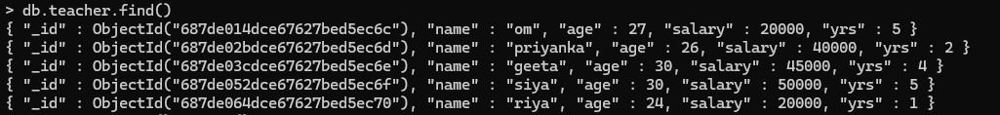 > db.teacher.find()
{ "_id" : ObjectId("687de014dce67627bed5ec6c"), "name" : "om", "age" : 27, "salary" : 20000, "yrs" : 5 }
{ "_id" : ObjectId("687de02bdce67627bed5ec6d"), "name" : "priyanka", "age" : 26, "salary" : 40000, "yrs" : 2 }
{ "_id" : ObjectId("687de03cdce67627bed5ec6e"), "name" : "geeta", "age" : 30, "salary" : 45000, "yrs" : 4 }
{ "_id" : ObjectId("687de052dce67627bed5ec6f"), "name" : "siya", "age" : 30, "salary" : 50000, "yrs" : 5 }
{ "_id" : ObjectId("687de064dce67627bed5ec70"), "name" : "riya", "age" : 24, "salary" : 20000, "yrs" : 1 }